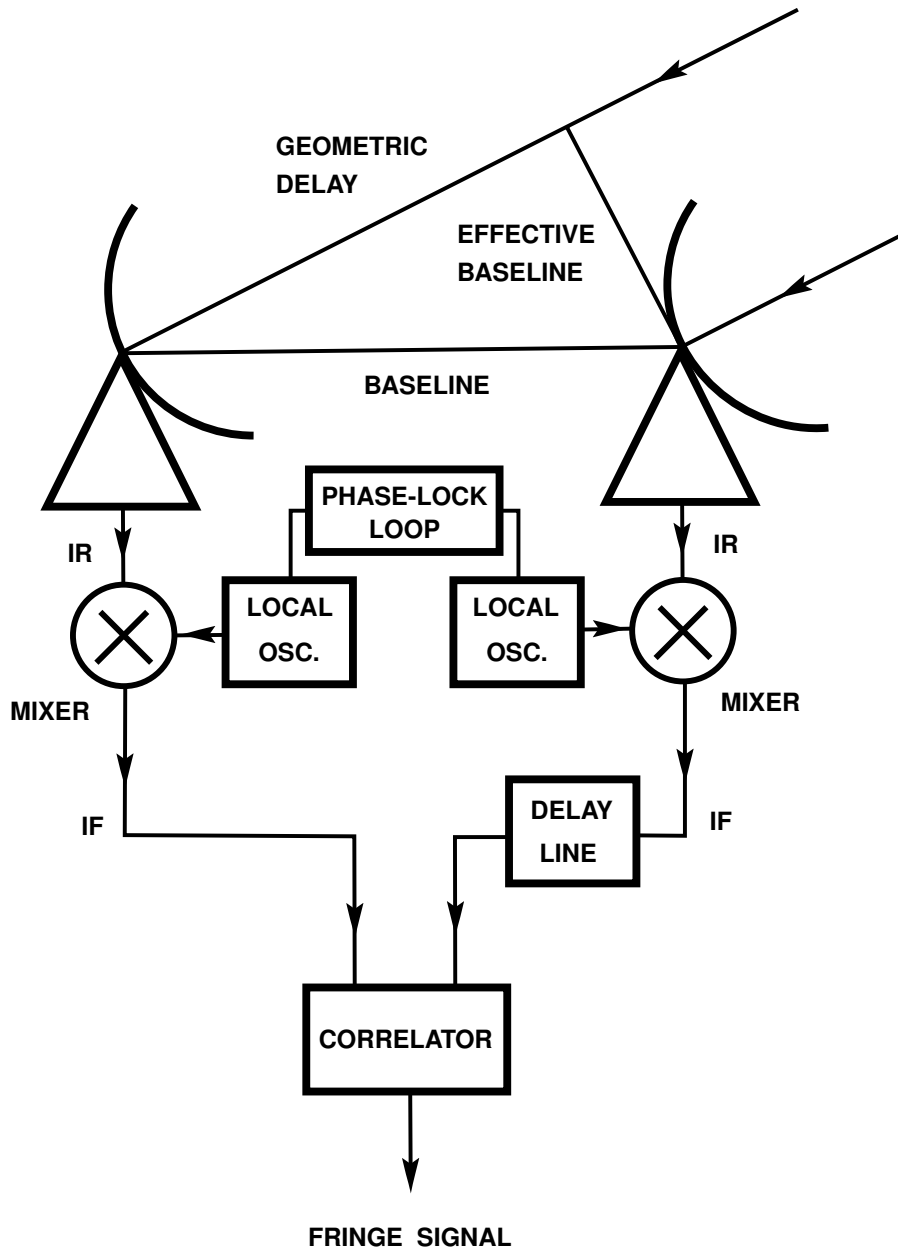 GEOMETRIC
DELAY
EFFECTIVE
BASELINE
BASELINE
PHASE-LOCK
LOOP
IR
IR
LOCAL
OSC.
LOCAL
OSC.
MIXER
MIXER
IF
DELAY
LINE
IF
CORRELATOR
FRINGE SIGNAL